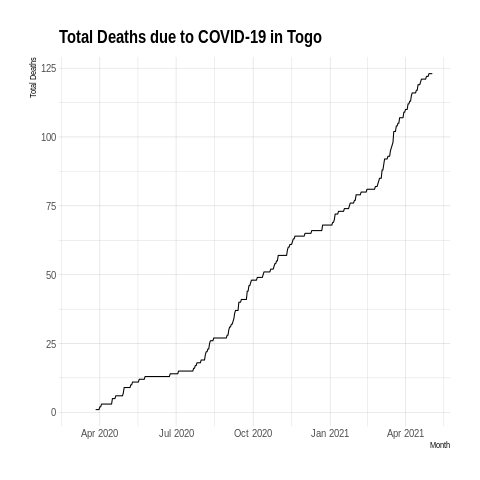 Total Deaths due to COVID-19 in Togo
Total Deaths
125
100
75
50
25
0
Apr 2020 Jul 2020 Oct 2020 Jan 2021 Apr 2021
Month